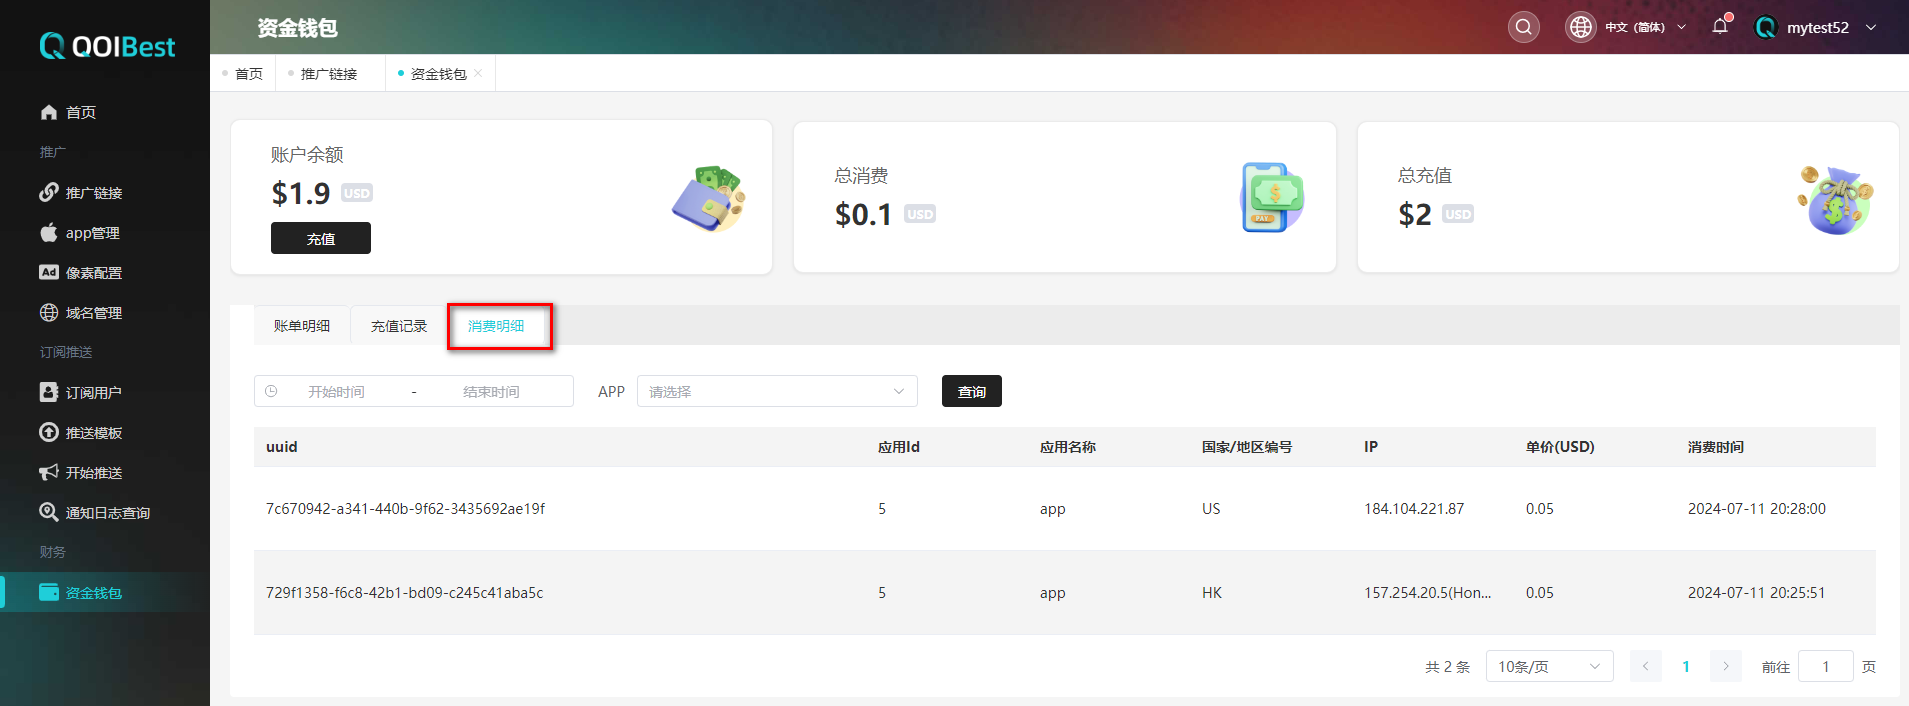 QOIBest
首页
推广
推广链接
app管理
Ad 像素配置
域名管理
订阅推送
订阅用户
推送模板
开始推送
通知日志查询
财务
资金钱包
资金钱包
中文 (简体)
mytest52
首页 推广链接 资金钱包
账户余额
$1.9 USD
充值
总消费
$0.1 USD
PAY
总充值
$2 USD
账单明细 充值记录 消费明细
开始时间 - 结束时间 APP 请选择 查询
uuid 应用Id 应用名称 国家/地区编号 IP 单价(USD) 消费时间
7c670942-a341-440b-9f62-3435692ae19f 5 app US 184.104.221.87 0.05 2024-07-11 20:28:00
729f1358-f6c8-42b1-bd09-c245c41aba5c 5 app HK 157.254.20.5(Hon... 0.05 2024-07-11 20:25:51
共 2 条 10条/页 1 前往 1 页